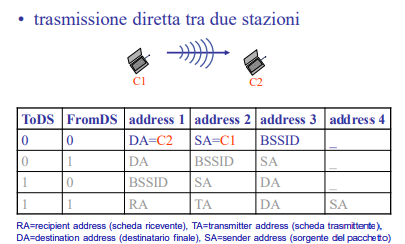 • trasmissione diretta tra due stazioni
C1 C2
ToDS FromDS address 1 address 2 address 3 address 4
0 0 DA=C2 SA=C1 BSSID _
0 1 DA BSSID SA _
1 0 BSSID SA DA _
1 1 RA TA DA SA
RA=recipient address (scheda ricevente), TA=transmitter address (scheda trasmittente),
DA=destination address (destinatario finale), SA=sender address (sorgente del pacchetto)